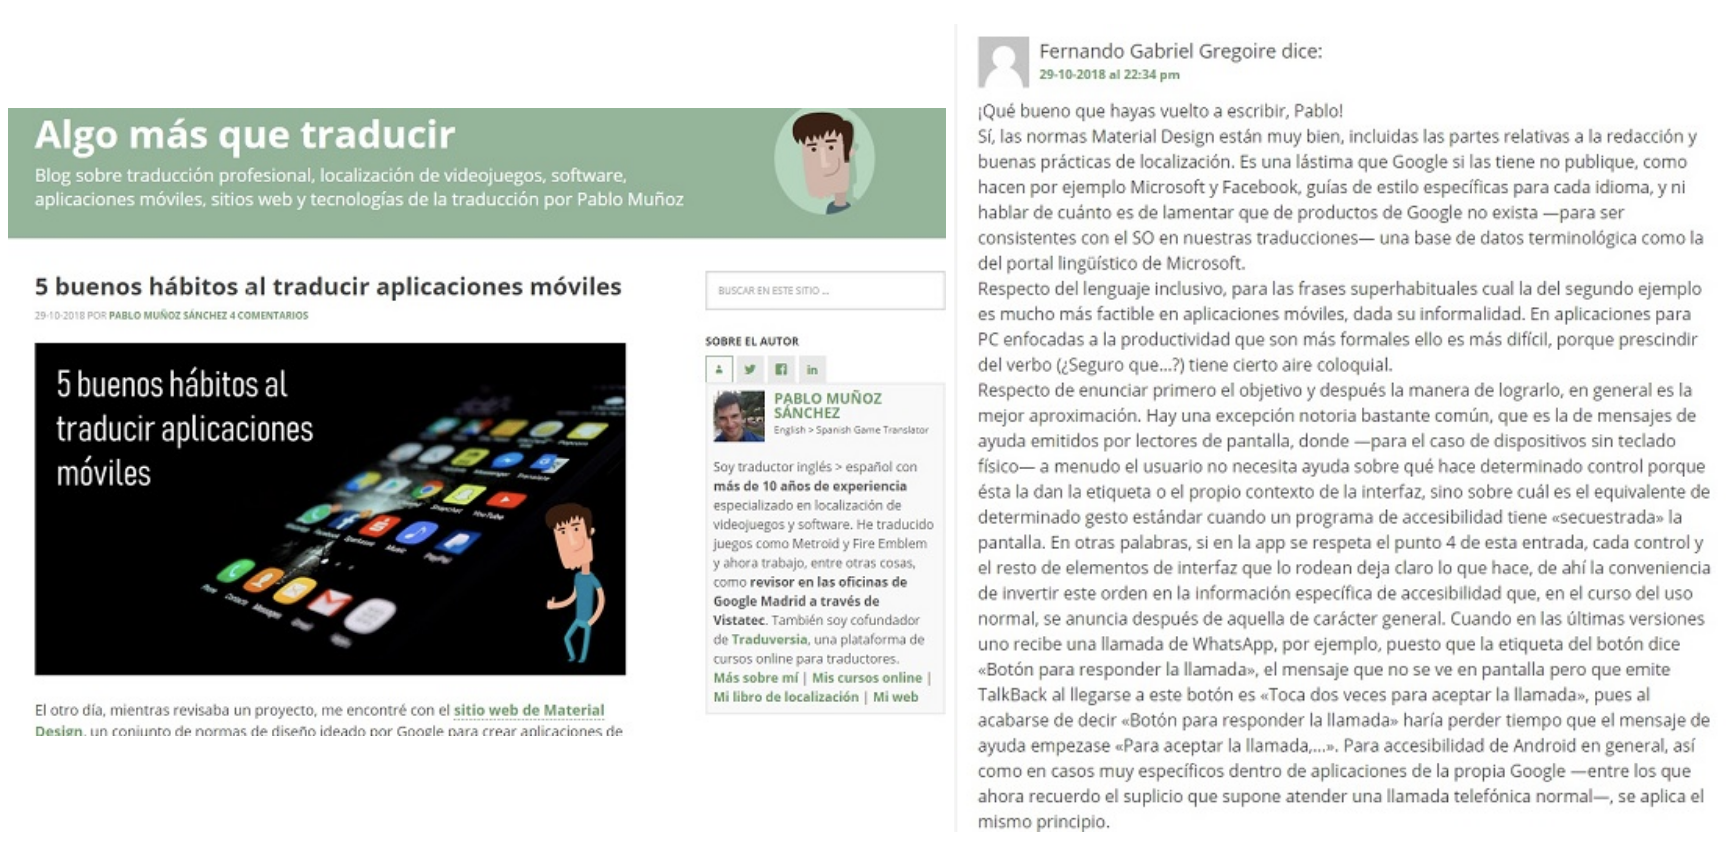 Algo más que traducir
Blog sobre traducción profesional, localización de videojuegos, software,
aplicaciones móviles, sitios web y tecnologías de la traducción por Pablo Muñoz
5 buenos hábitos al traducir aplicaciones móviles
29-10-2018 POR PABLO MUÑOZ SÁNCHEZ 4 COMENTARIOS
5 buenos hábitos al
traducir aplicaciones
móviles
Messenger
Translate
Snapchat
YouTube
Facebook
Music
PayPal
Phone
Contacts
Messages
Gmail
El otro día, mientras revisaba un proyecto, me encontré con el sitio web de Material
Design, un conjunto de normas de diseño ideado por Google para crear aplicaciones de
BUSCAR EN ESTE SITIO ...
SOBRE EL AUTOR
in
PABLO MUÑOZ
SÁNCHEZ
English > Spanish Game Translator
Soy traductor inglés > español con
más de 10 años de experiencia
especializado en localización de
videojuegos y software. He traducido
juegos como Metroid y Fire Emblem
y ahora trabajo, entre otras cosas,
como revisor en las oficinas de
Google Madrid a través de
Vistatec. También soy cofundador
de Traduversia, una plataforma de
cursos online para traductores.
Más sobre mí | Mis cursos online |
Mi libro de localización | Mi web
Fernando Gabriel Gregoire dice:
29-10-2018 al 22:34 pm
¡Qué bueno que hayas vuelto a escribir, Pablo!
Sí, las normas Material Design están muy bien, incluidas las partes relativas a la redacción y
buenas prácticas de localización. Es una lástima que Google si las tiene no publique, como
hacen por ejemplo Microsoft y Facebook, guías de estilo específicas para cada idioma, y ni
hablar de cuánto es de lamentar que de productos de Google no exista —para ser
consistentes con el SO en nuestras traducciones— una base de datos terminológica como la
del portal lingüístico de Microsoft.
Respecto del lenguaje inclusivo, para las frases superhabituales cual la del segundo ejemplo
es mucho más factible en aplicaciones móviles, dada su informalidad. En aplicaciones para
PC enfocadas a la productividad que son más formales ello es más difícil, porque prescindir
del verbo (¿Seguro que...?) tiene cierto aire coloquial.
Respecto de enunciar primero el objetivo y después la manera de lograrlo, en general es la
mejor aproximación. Hay una excepción notoria bastante común, que es la de mensajes de
ayuda emitidos por lectores de pantalla, donde —para el caso de dispositivos sin teclado
físico— a menudo el usuario no necesita ayuda sobre qué hace determinado control porque
ésta la dan la etiqueta o el propio contexto de la interfaz, sino sobre cuál es el equivalente de
determinado gesto estándar cuando un programa de accesibilidad tiene «secuestrada» la
pantalla. En otras palabras, si en la app se respeta el punto 4 de esta entrada, cada control y
el resto de elementos de interfaz que lo rodean deja claro lo que hace, de ahí la conveniencia
de invertir este orden en la información específica de accesibilidad que, en el curso del uso
normal, se anuncia después de aquella de carácter general. Cuando en las últimas versiones
uno recibe una llamada de WhatsApp, por ejemplo, puesto que la etiqueta del botón dice
«Botón para responder la llamada», el mensaje que no se ve en pantalla pero que emite
TalkBack al llegarse a este botón es «Toca dos veces para aceptar la llamada», pues al
acabarse de decir «Botón para responder la llamada» haría perder tiempo que el mensaje de
ayuda empezase «Para aceptar la llamada,...». Para accesibilidad de Android en general, así
como en casos muy específicos dentro de aplicaciones de la propia Google —entre los que
ahora recuerdo el suplicio que supone atender una llamada telefónica normal—, se aplica el
mismo principio.